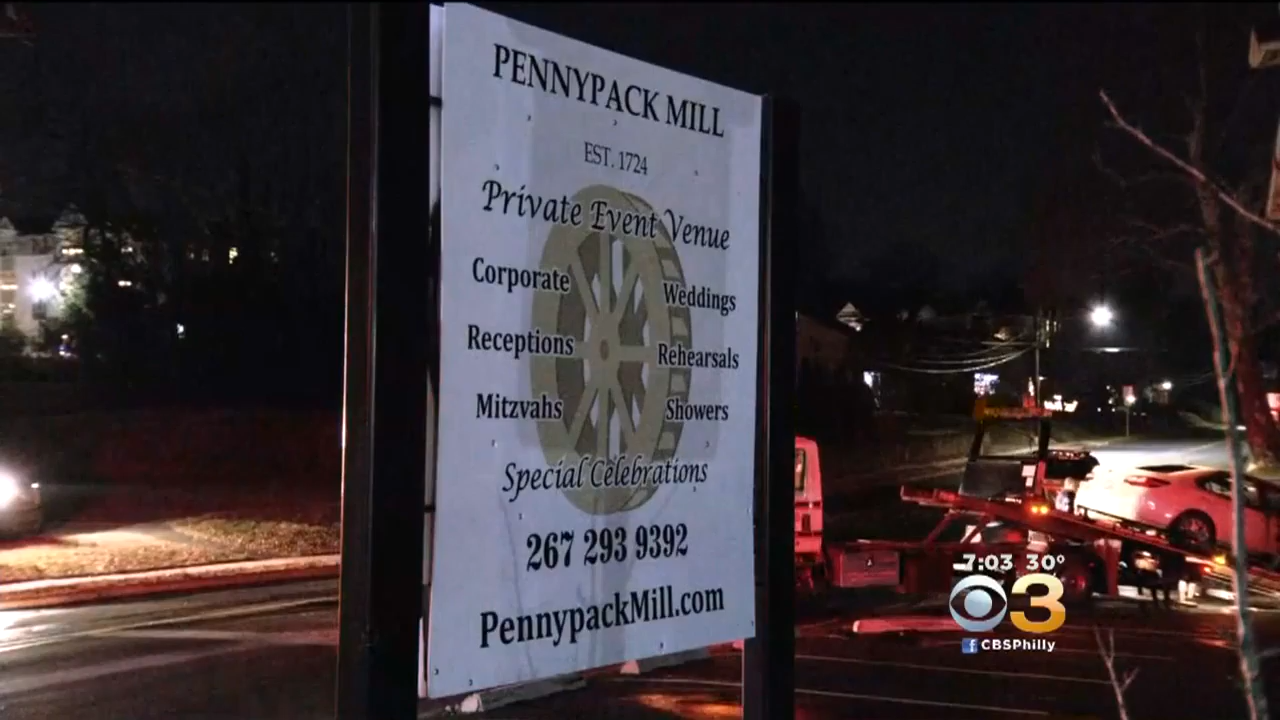 PENNYPACK MILL
EST. 1724
Private Event Venue
Corporate Weddings
Receptions Rehearsals
Mitzvahs Showers
Special Celebrations
267 293 9392
PennypackMill.com
7:03 30°
3
f CBSPhilly